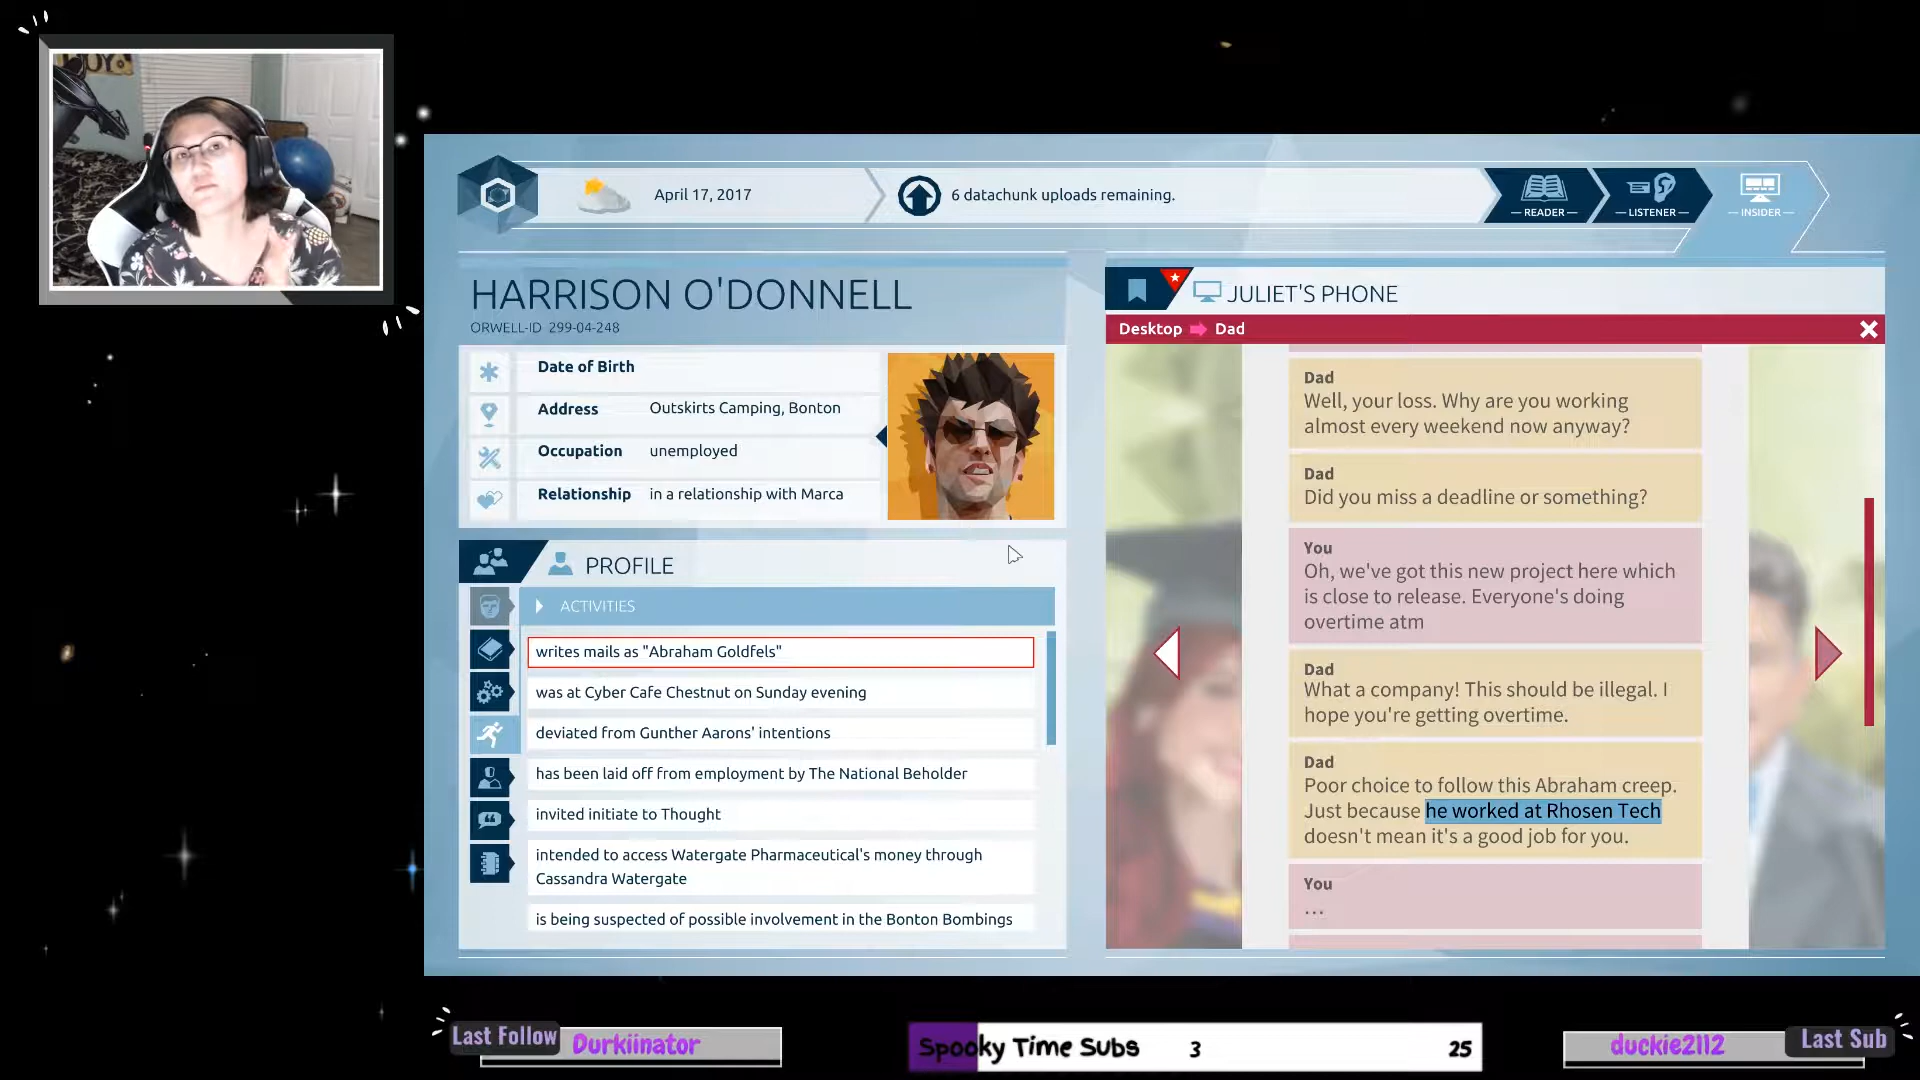 April 17, 2017
6 datachunk uploads remaining.
READER
LISTENER
INSIDER
HARRISON O'DONNELL
ORWELL-ID 299-04-248
Date of Birth
Address Outskirts Camping, Bonton
Occupation unemployed
Relationship in a relationship with Marca
PROFILE
ACTIVITIES
writes mails as "Abraham Goldfels"
was at Cyber Cafe Chestnut on Sunday evening
deviated from Gunther Aarons' intentions
has been laid off from employment by The National Beholder
invited initiate to Thought
intended to access Watergate Pharmaceutical's money through
Cassandra Watergate
is being suspected of possible involvement in the Bonton Bombings
JULIET'S PHONE
Desktop Dad
Dad
Well, your loss. Why are you working
almost every weekend now anyway?
Dad
Did you miss a deadline or something?
You
Oh, we've got this new project here which
is close to release. Everyone's doing
overtime atm
Dad
What a company! This should be illegal. I
hope you're getting overtime.
Dad
Poor choice to follow this Abraham creep.
Just because he worked at Rhosen Tech
doesn't mean it's a good job for you.
You
...
Last Follow Durkiinator
Spooky Time Subs 3 25
duckie2112 Last Sub